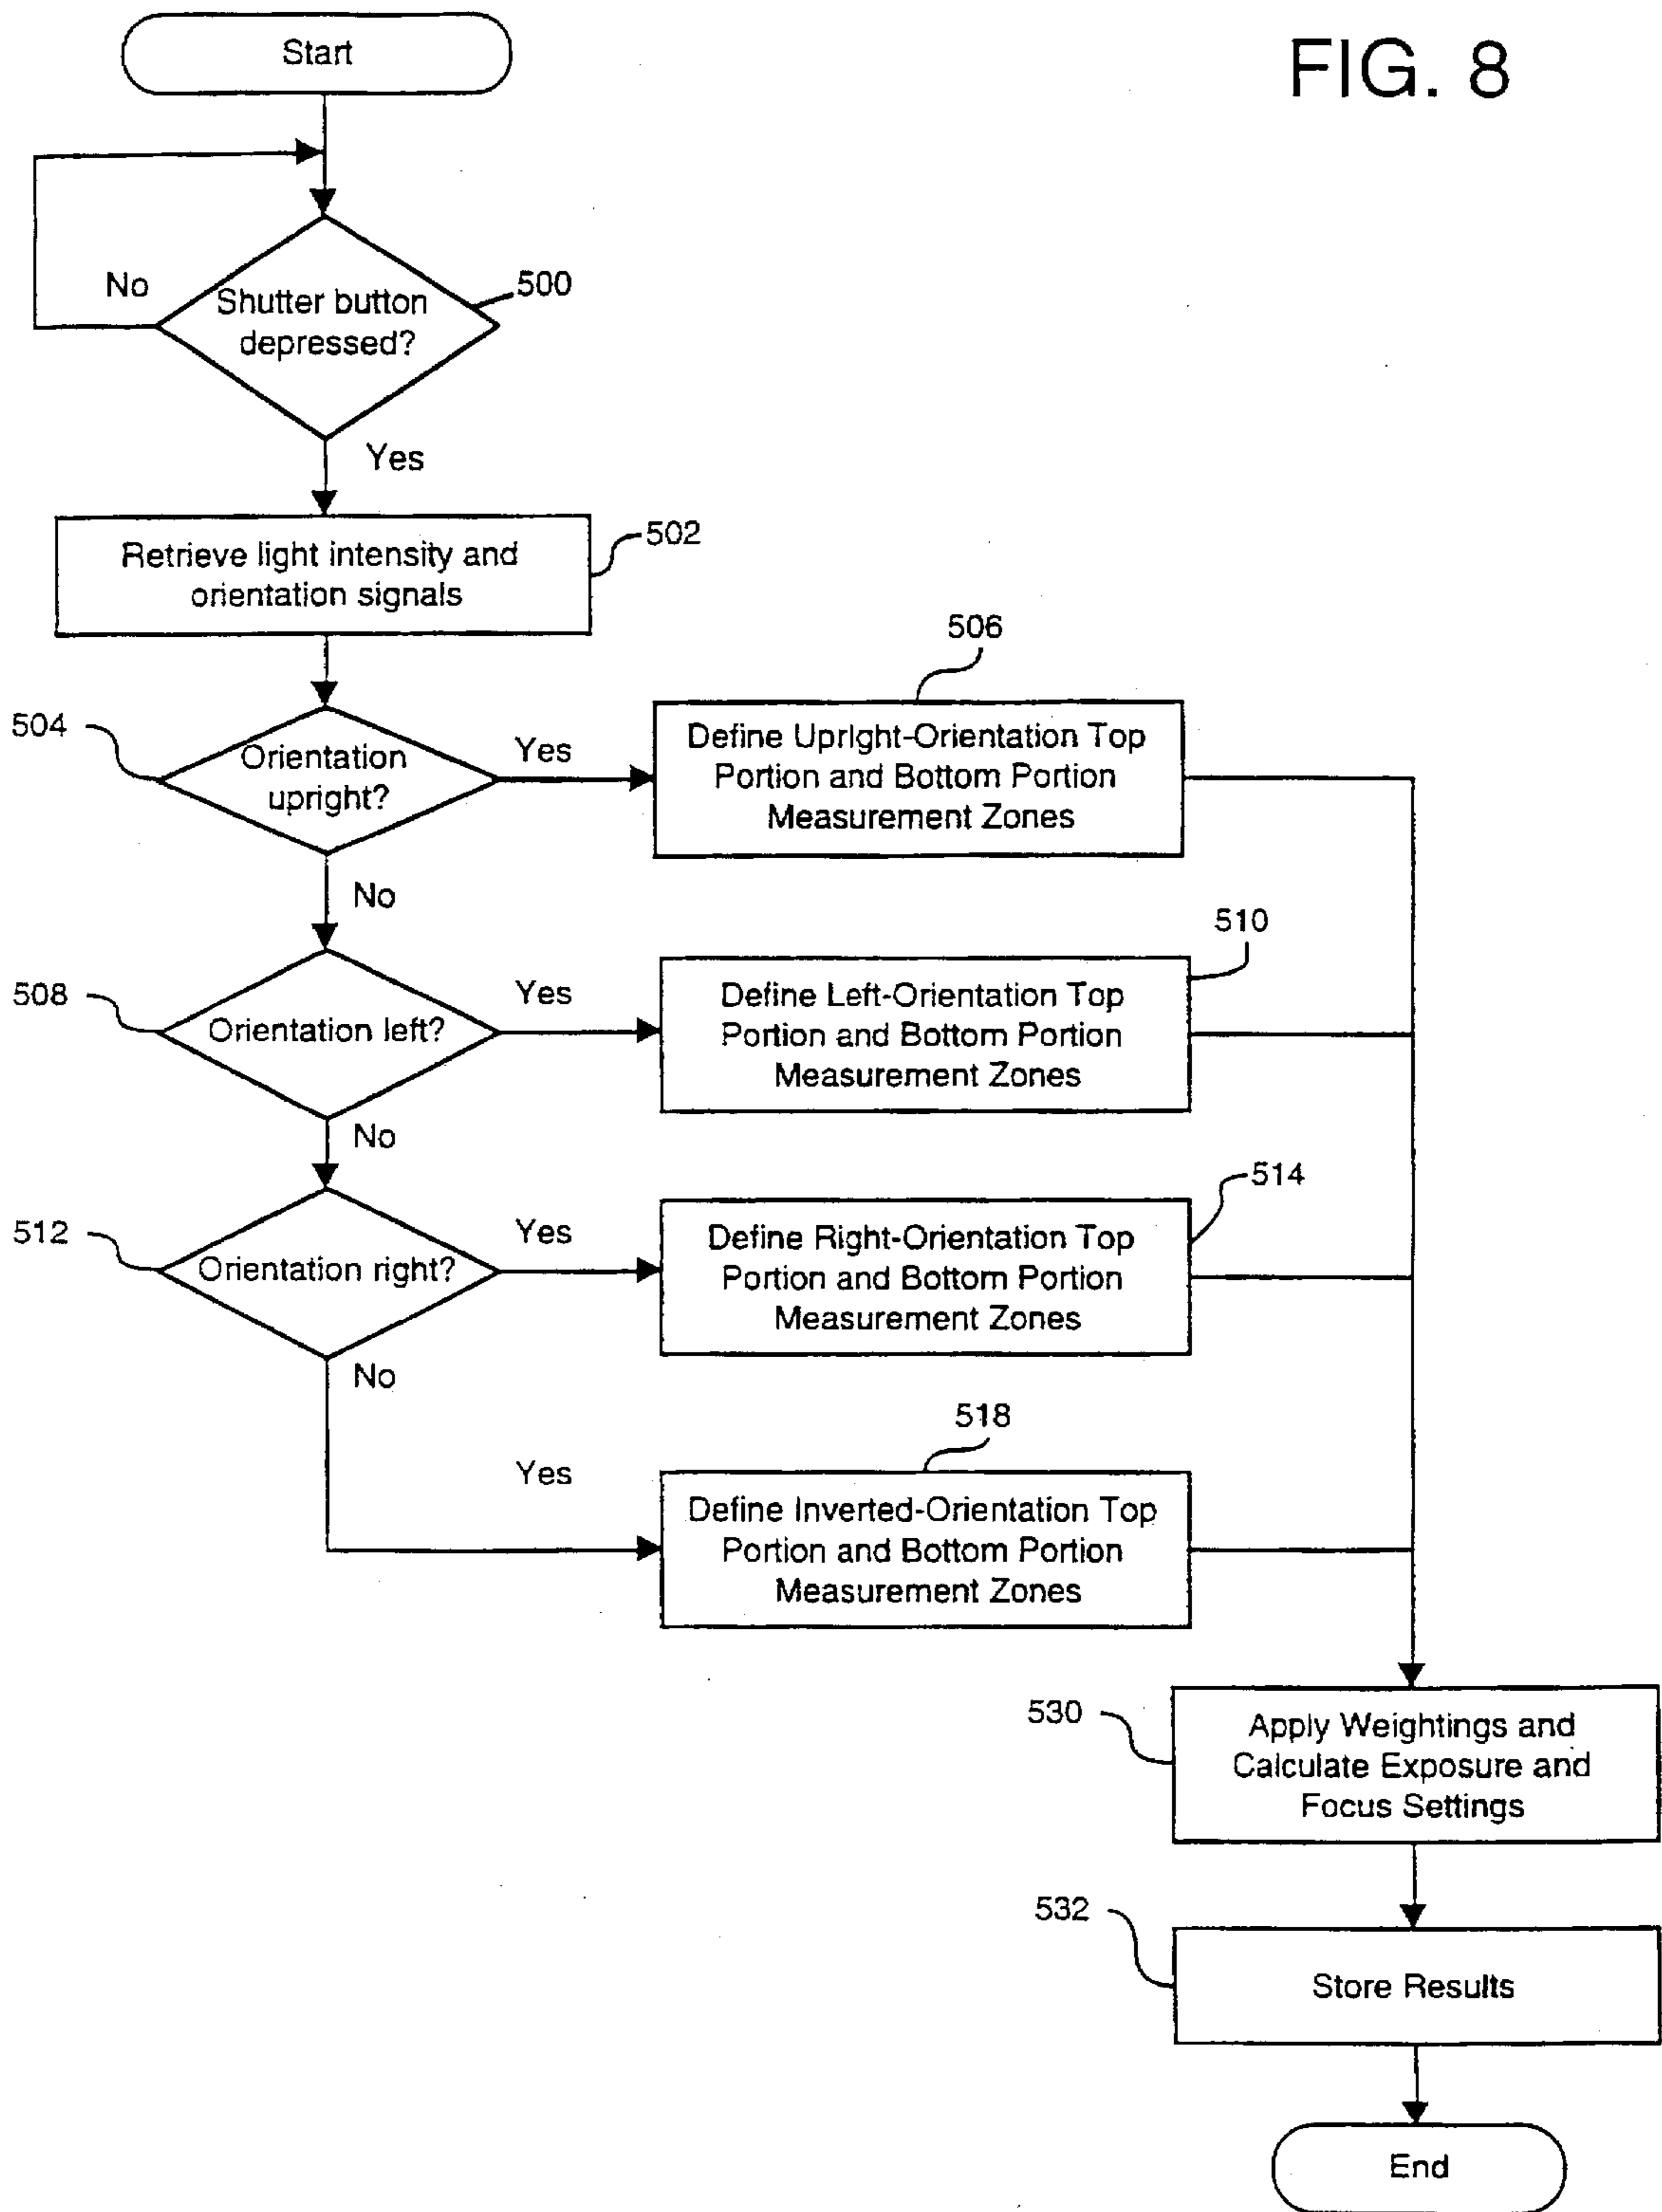 FIG. 8
Start
No
Shutter button
depressed?
500
Yes
Retrieve light intensity and
orientation signals
502
506
504
Orientation
upright?
Yes
Define Upright-Orientation Top
Portion and Bottom Portion
Measurement Zones
No
510
508
Orientation left?
Yes
Define Left-Orientation Top
Portion and Bottom Portion
Measurement Zones
No
514
512
Orientation right?
Yes
Define Right-Orientation Top
Portion and Bottom Portion
Measurement Zones
No
518
Yes
Define Inverted-Orientation Top
Portion and Bottom Portion
Measurement Zones
530
Apply Weightings and
Calculate Exposure and
Focus Settings
532
Store Results
End